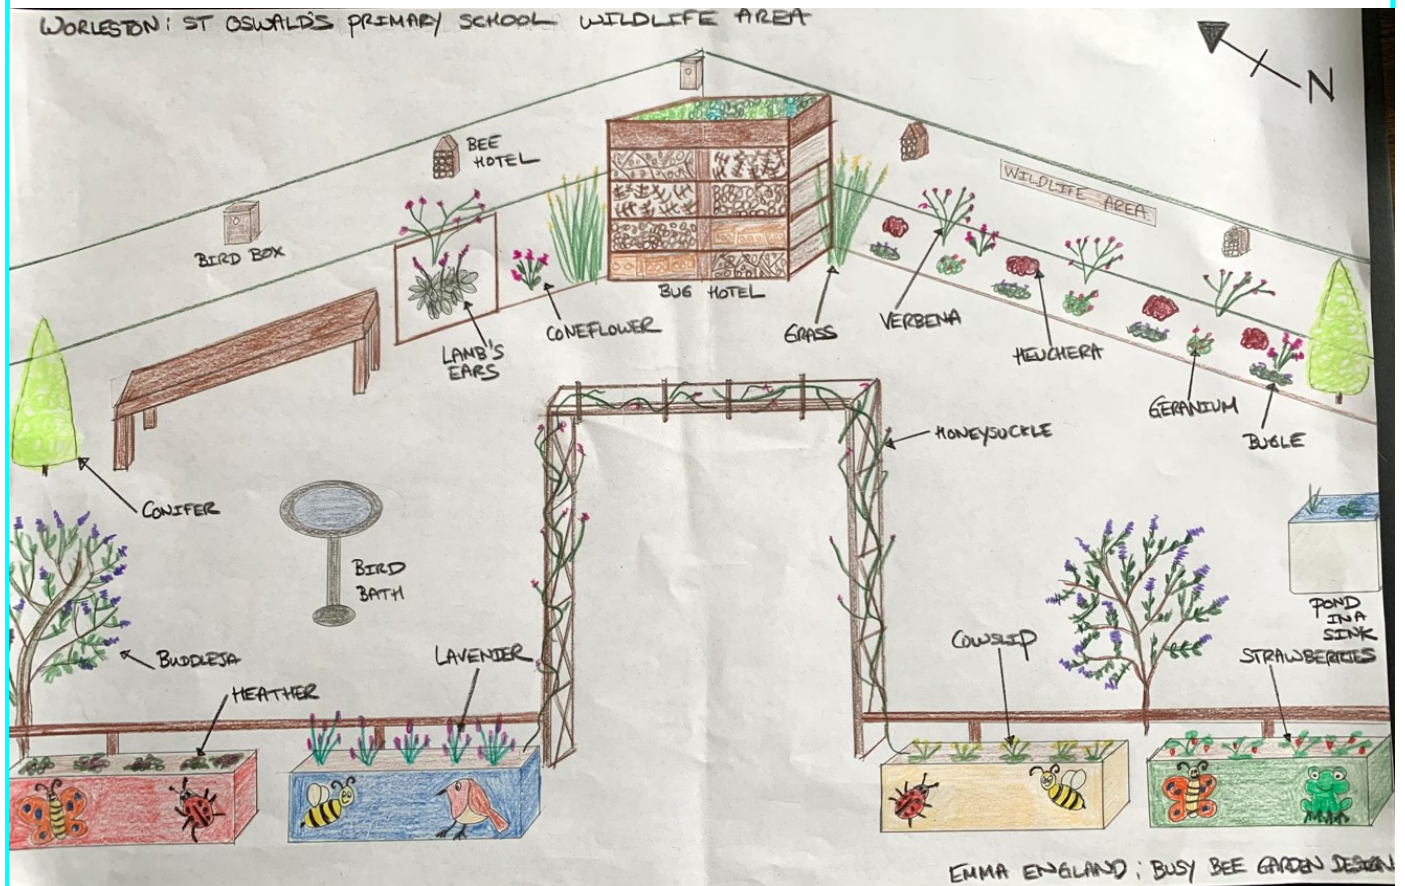 WORLESTON: ST OSWALD'S PRIMARY SCHOOL WILDLIFE AREA
N
BEE
HOTEL
WILDLIFE AREA
BIRD BOX
BUG HOTEL
CONEFLOWER
LAMB'S
EARS
GRASS
VERBENA
HEUCHERA
GERANIUM
BUGLE
HONEYSUCKLE
CONIFER
BIRD
BATH
POND
IN A
SINK
BUDDLEJA
LAVENDER
COWSLIP
STRAWBERRIES
HEATHER
EMMA ENGLAND: BUSY BEE GARDEN DESIGN